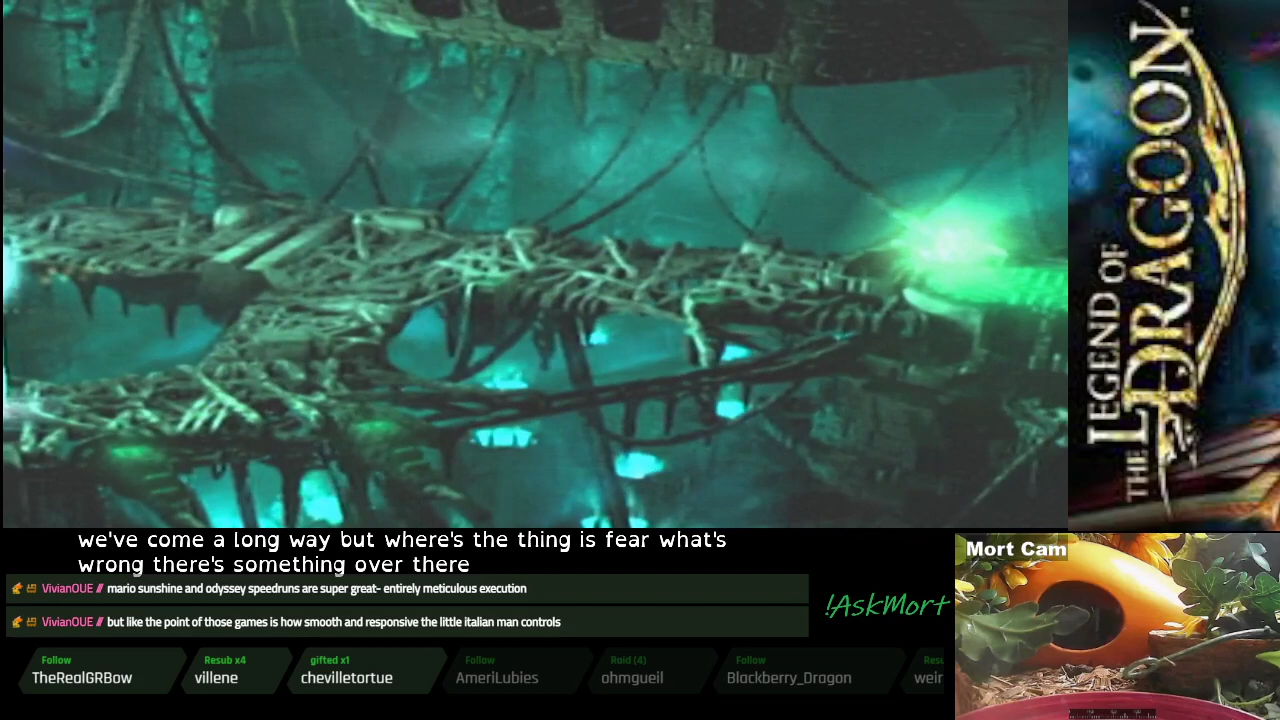 THE LEGEND OF
DRAGOON
we've come a long way but where's the thing is fear what's
wrong there's something over there
VivianOUE // mario sunshine and odyssey speedruns are super great- entirely meticulous execution
VivianOUE // but like the point of those games is how smooth and responsive the little italian man controls
!AskMort
Mort Cam
Follow
TheRealGRBow
Resub x4
villene
gifted x1
chevilletortue
Follow
AmeriLubies
Raid (4)
ohmgueil
Follow
Blackberry_Dragon
Resu
weir